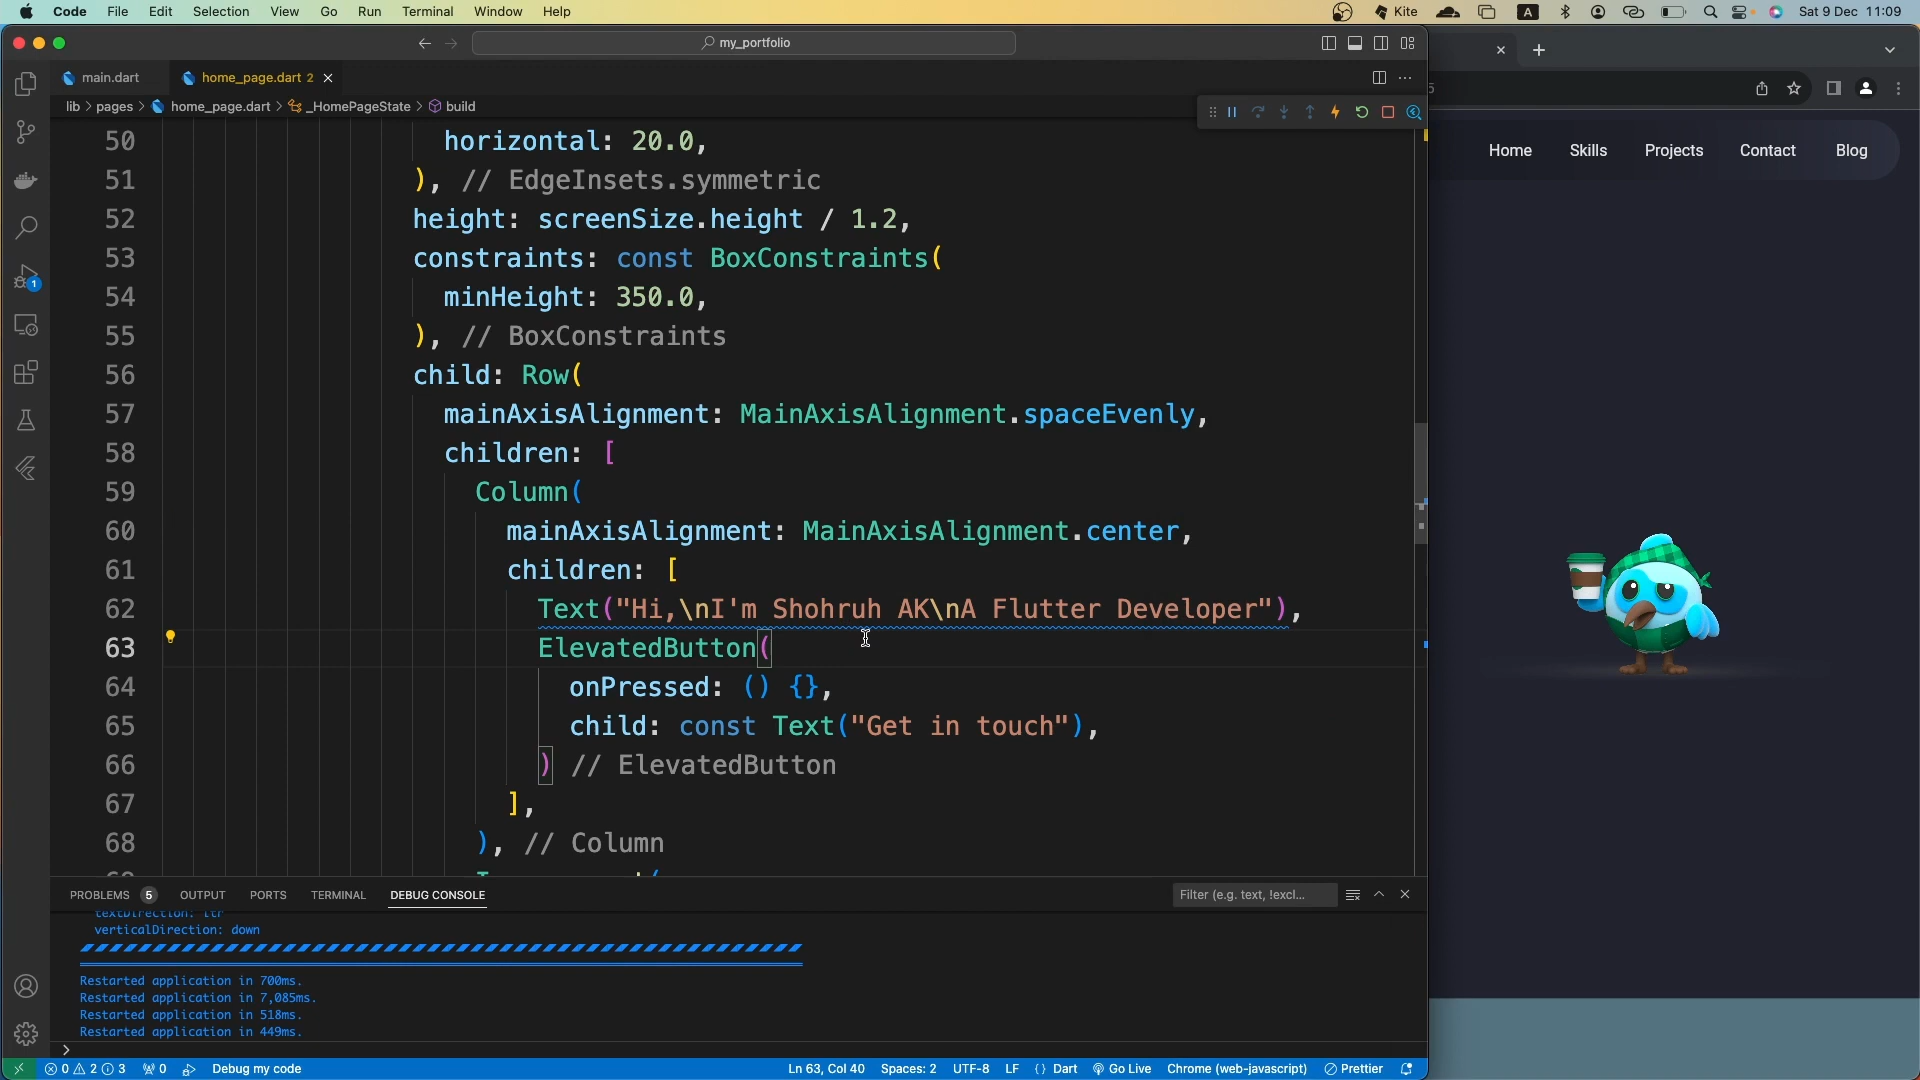 Code File Edit Selection View Go Run Terminal Window Help Kite A Sat 9 Dec 11:09
my_portfolio
main.dart home_page.dart 2
lib > pages > home_page.dart > _HomePageState > build
50 horizontal: 20.0,
51 ), // EdgeInsets.symmetric
52 height: screenSize.height / 1.2,
53 constraints: const BoxConstraints(
54 minHeight: 350.0,
55 ), // BoxConstraints
56 child: Row(
57 mainAxisAlignment: MainAxisAlignment.spaceEvenly,
58 children: [
59 Column(
60 mainAxisAlignment: MainAxisAlignment.center,
61 children: [
62 Text("Hi,\nI'm Shohruh AK\nA Flutter Developer"),
63 ElevatedButton(
64 onPressed: () {},
65 child: const Text("Get in touch"),
66 ) // ElevatedButton
67 ],
68 ), // Column
Home Skills Projects Contact Blog
1
PROBLEMS 5 OUTPUT PORTS TERMINAL DEBUG CONSOLE Filter (e.g. text, !excl...
textDirection: ltr
verticalDirection: down
Restarted application in 700ms.
Restarted application in 7,085ms.
Restarted application in 518ms.
Restarted application in 449ms.
>
0 2 3 0 Debug my code Ln 63, Col 40 Spaces: 2 UTF-8 LF {} Dart Go Live Chrome (web-javascript) Prettier